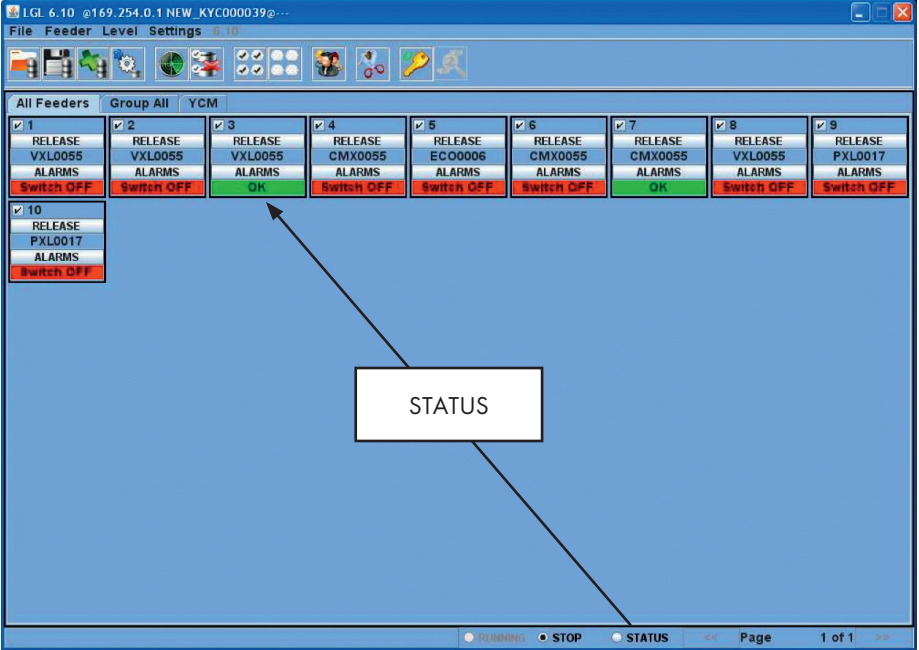 LGL 6.10 @169.254.0.1 NEW_KYC000039@---
File Feeder Level Settings 6.10
All Feeders Group All YCM
1 2 3 4 5 6 7 8 9
RELEASE RELEASE RELEASE RELEASE RELEASE RELEASE RELEASE RELEASE RELEASE
VXL0055 VXL0055 VXL0055 CMX0055 ECO0006 CMX0055 CMX0055 VXL0055 PXL0017
ALARMS ALARMS ALARMS ALARMS ALARMS ALARMS ALARMS ALARMS ALARMS
Switch OFF Switch OFF OK Switch OFF Switch OFF Switch OFF OK Switch OFF Switch OFF
10
RELEASE
PXL0017
ALARMS
Switch OFF
STATUS
RUNNING STOP STATUS << Page 1 of 1 >>